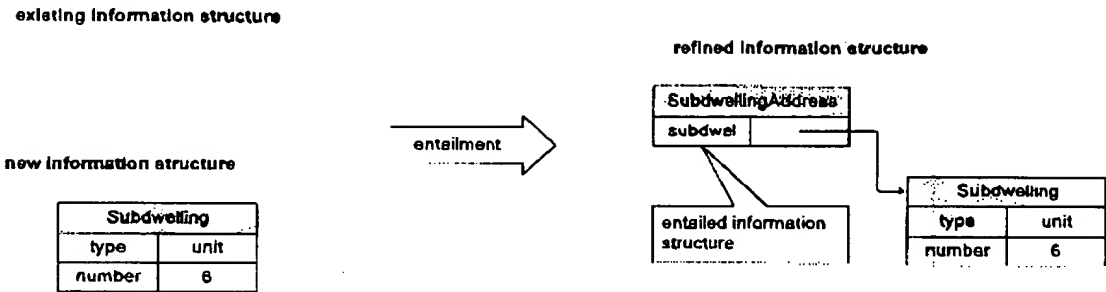 existing information structure
new information structure
Subdwelling
type unit
number 6
entailment
refined information structure
SubdwellingAddress
subdwel
entailed information
structure
Subdwelling
type unit
number 6